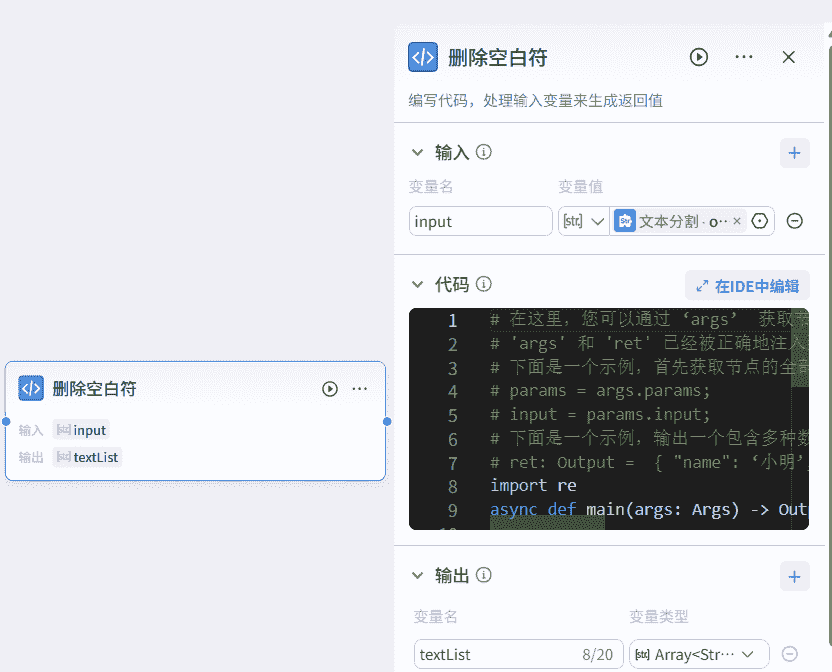 删除空白符
编写代码，处理输入变量来生成返回值
输入
变量名 变量值
input [str] 文本分割 · o··
代码
在IDE中编辑
1 # 在这里，您可以通过 ‘args’ 获取节
2 # 'args' 和 'ret' 已经被正确地注入
3 # 下面是一个示例，首先获取节点的全部
4 # params = args.params;
5 # input = params.input;
6 # 下面是一个示例，输出一个包含多种数
7 # ret: Output = { "name": ‘小明’,
8 import re
9 async def main(args: Args) -> Out
输出
变量名 变量类型
textList 8/20 [str] Array<Str···
删除空白符
输入 [str] input
输出 [str] textList